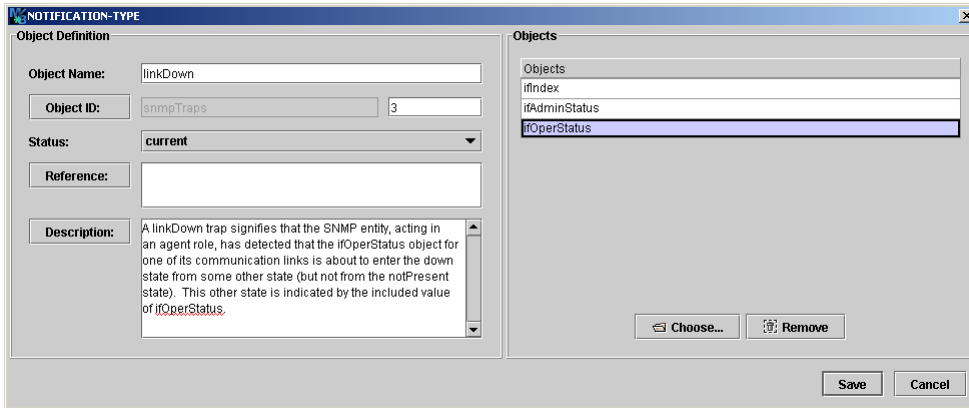 NOTIFICATION-TYPE
Object Definition
Object Name:
linkDown
Object ID:
snmpTraps
3
Status:
current
Reference:
Description:
A linkDown trap signifies that the SNMP entity, acting in
an agent role, has detected that the ifOperStatus object for
one of its communication links is about to enter the down
state from some other state (but not from the notPresent
state).  This other state is indicated by the included value
of ifOperStatus.
Objects
Objects
ifIndex
ifAdminStatus
ifOperStatus
Choose...
Remove
Save
Cancel